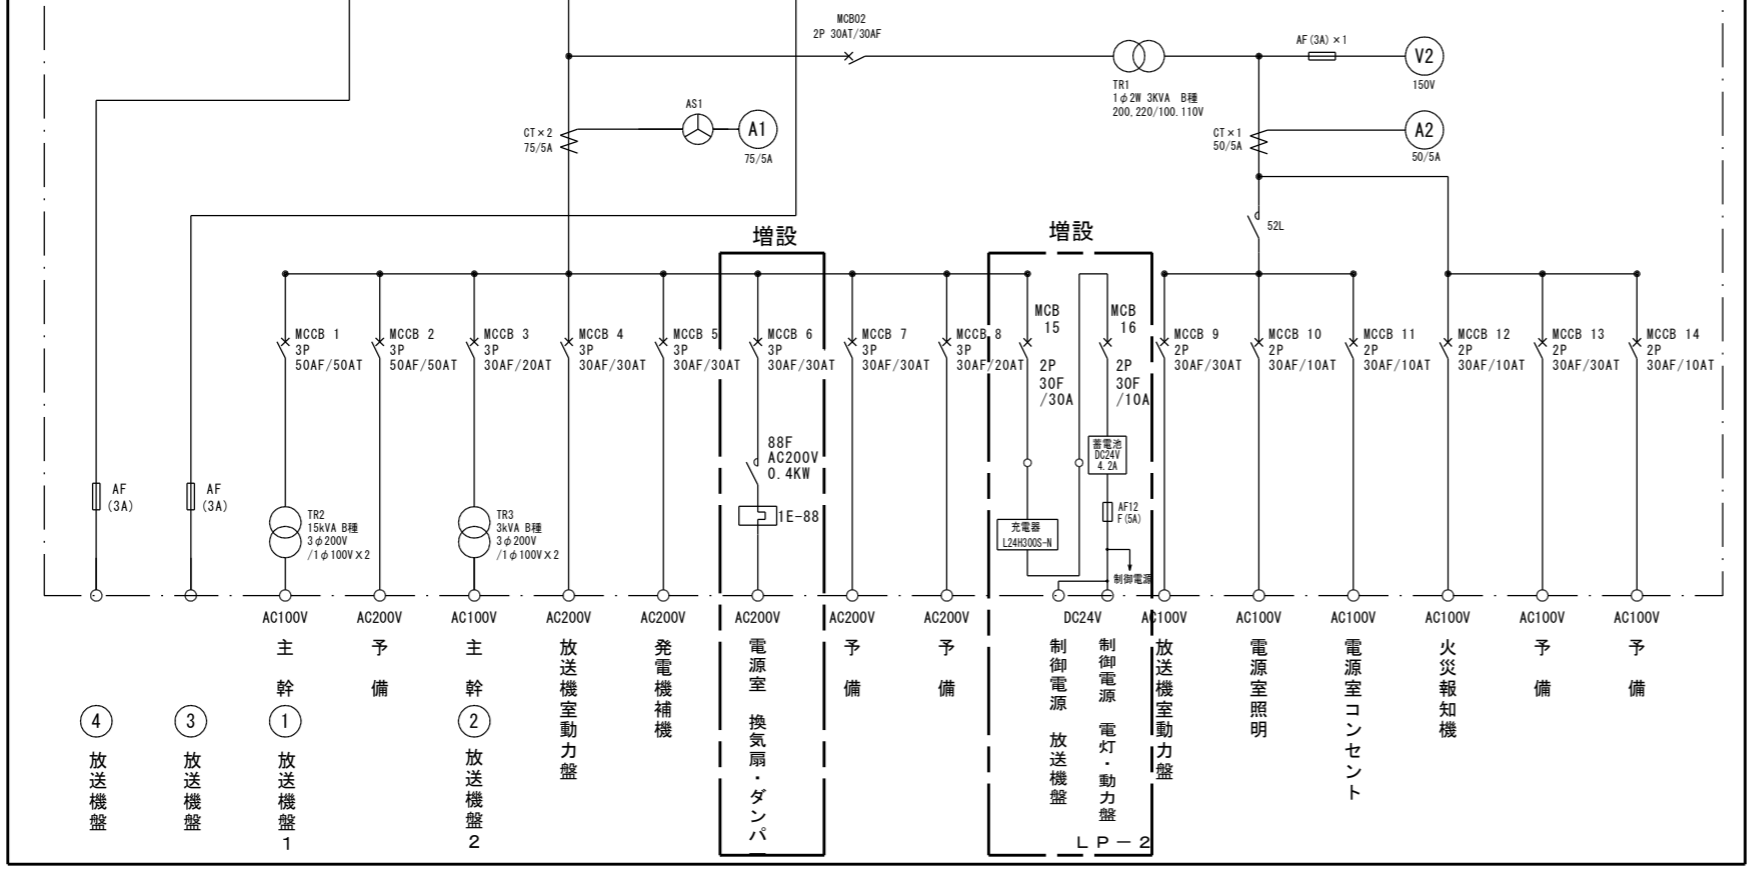 MCB02
2P 30AT/30AF
AF(3A)×1
V2
150V
TR1
1φ2W 3KVA B種
200,220/100.110V
AS1
A1
75/5A
CT×2
75/5A
CT×1
50/5A
A2
50/5A
52L
増設
増設
MCCB 1
3P
50AF/50AT
MCCB 2
3P
50AF/50AT
MCCB 3
3P
30AF/20AT
MCCB 4
3P
30AF/30AT
MCCB 5
3P
30AF/30AT
MCCB 6
3P
30AF/30AT
MCCB 7
3P
30AF/30AT
MCCB 8
3P
30AF/20AT
MCB
15
2P
30F
/30A
MCB
16
2P
30F
/10A
MCCB 9
2P
30AF/30AT
MCCB 10
2P
30AF/10AT
MCCB 11
2P
30AF/10AT
MCCB 12
2P
30AF/10AT
MCCB 13
2P
30AF/30AT
MCCB 14
2P
30AF/10AT
88F
AC200V
0.4KW
1E-88
蓄電池
DC24V
4.2A
AF12
F(5A)
充電器
L24H300S-N
制御電源
AF
(3A)
AF
(3A)
TR2
15kVA B種
3φ200V
/1φ100V×2
TR3
3kVA B種
3φ200V
/1φ100V×2
AC100V
AC200V
AC100V
AC200V
AC200V
AC200V
AC200V
AC200V
DC24V
AC100V
AC100V
AC100V
AC100V
AC100V
AC100V
④ 放送機盤
③ 放送機盤
主幹 ① 放送機盤1
予備
主幹 ② 放送機盤2
放送機室動力盤
発電機補機
電源室 換気扇・ダンパー
予備
予備
制御電源 放送機盤
制御電源 電灯・動力盤
LP-2
放送機室動力盤
電源室照明
電源室コンセント
火災報知機
予備
予備